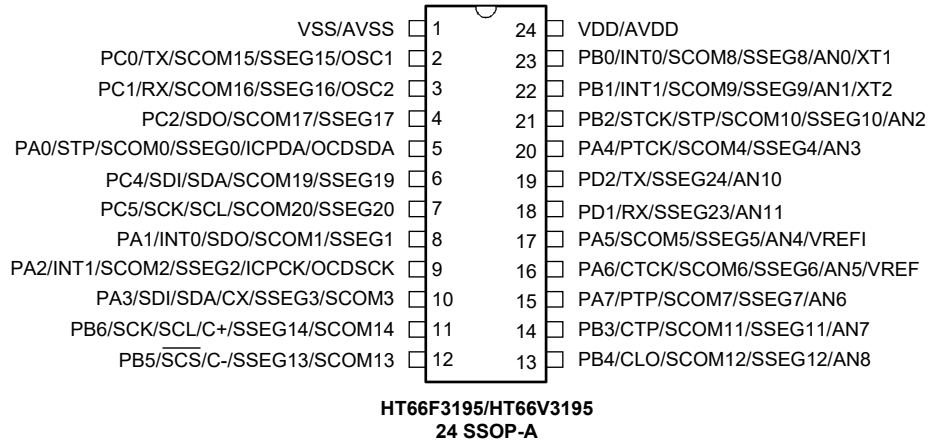 VSS/AVSS 1 24 VDD/AVDD
PC0/TX/SCOM15/SSEG15/OSC1 2 23 PB0/INT0/SCOM8/SSEG8/AN0/XT1
PC1/RX/SCOM16/SSEG16/OSC2 3 22 PB1/INT1/SCOM9/SSEG9/AN1/XT2
PC2/SDO/SCOM17/SSEG17 4 21 PB2/STCK/STP/SCOM10/SSEG10/AN2
PA0/STP/SCOM0/SSEG0/ICPDA/OCDSDA 5 20 PA4/PTCK/SCOM4/SSEG4/AN3
PC4/SDI/SDA/SCOM19/SSEG19 6 19 PD2/TX/SSEG24/AN10
PC5/SCK/SCL/SCOM20/SSEG20 7 18 PD1/RX/SSEG23/AN11
PA1/INT0/SDO/SCOM1/SSEG1 8 17 PA5/SCOM5/SSEG5/AN4/VREFI
PA2/INT1/SCOM2/SSEG2/ICPCK/OCDSCK 9 16 PA6/CTCK/SCOM6/SSEG6/AN5/VREF
PA3/SDI/SDA/CX/SSEG3/SCOM3 10 15 PA7/PTP/SCOM7/SSEG7/AN6
PB6/SCK/SCL/C+/SSEG14/SCOM14 11 14 PB3/CTP/SCOM11/SSEG11/AN7
PB5/S̅C̅S̅/C-/SSEG13/SCOM13 12 13 PB4/CLO/SCOM12/SSEG12/AN8
HT66F3195/HT66V3195
24 SSOP-A